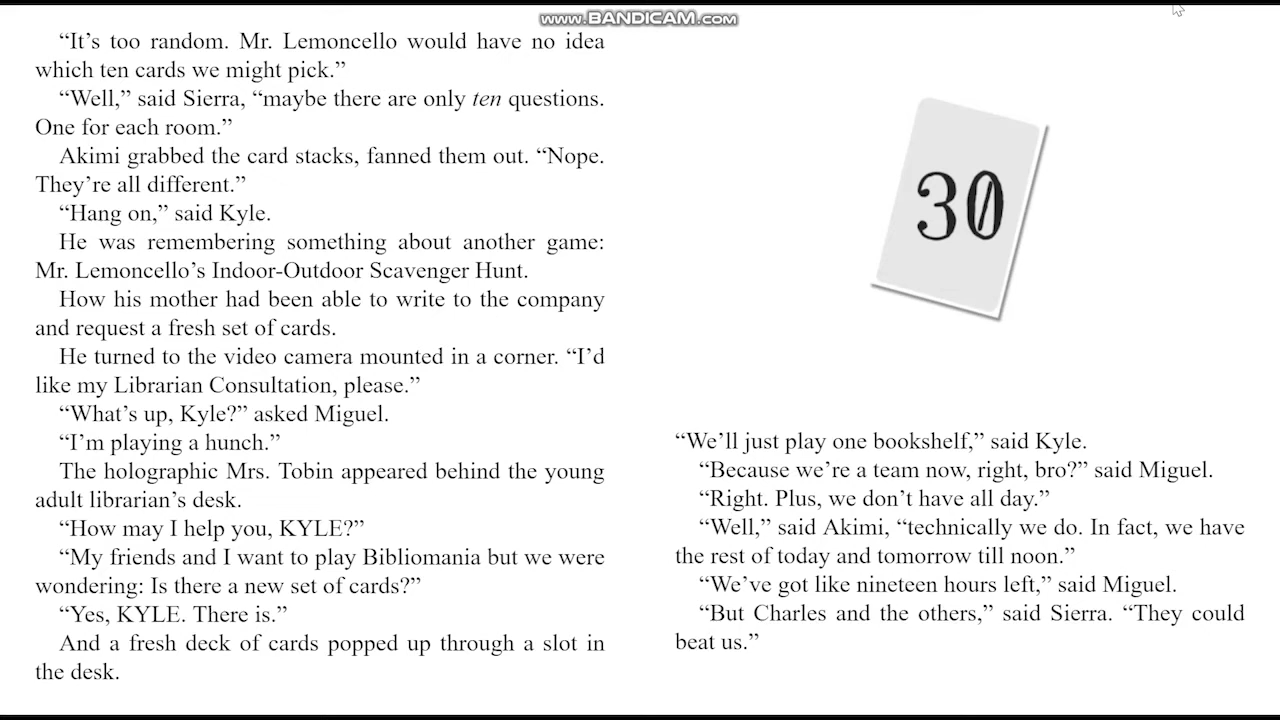 www.BANDICAM.com
“It’s too random. Mr. Lemoncello would have no idea
which ten cards we might pick.”
“Well,” said Sierra, “maybe there are only ten questions.
One for each room.”
Akimi grabbed the card stacks, fanned them out. “Nope.
They’re all different.”
“Hang on,” said Kyle.
He was remembering something about another game:
Mr. Lemoncello’s Indoor-Outdoor Scavenger Hunt.
How his mother had been able to write to the company
and request a fresh set of cards.
He turned to the video camera mounted in a corner. “I’d
like my Librarian Consultation, please.”
“What’s up, Kyle?” asked Miguel.
“I’m playing a hunch.”
The holographic Mrs. Tobin appeared behind the young
adult librarian’s desk.
“How may I help you, KYLE?”
“My friends and I want to play Bibliomania but we were
wondering: Is there a new set of cards?”
“Yes, KYLE. There is.”
And a fresh deck of cards popped up through a slot in
the desk.
30
“We’ll just play one bookshelf,” said Kyle.
“Because we’re a team now, right, bro?” said Miguel.
“Right. Plus, we don’t have all day.”
“Well,” said Akimi, “technically we do. In fact, we have
the rest of today and tomorrow till noon.”
“We’ve got like nineteen hours left,” said Miguel.
“But Charles and the others,” said Sierra. “They could
beat us.”